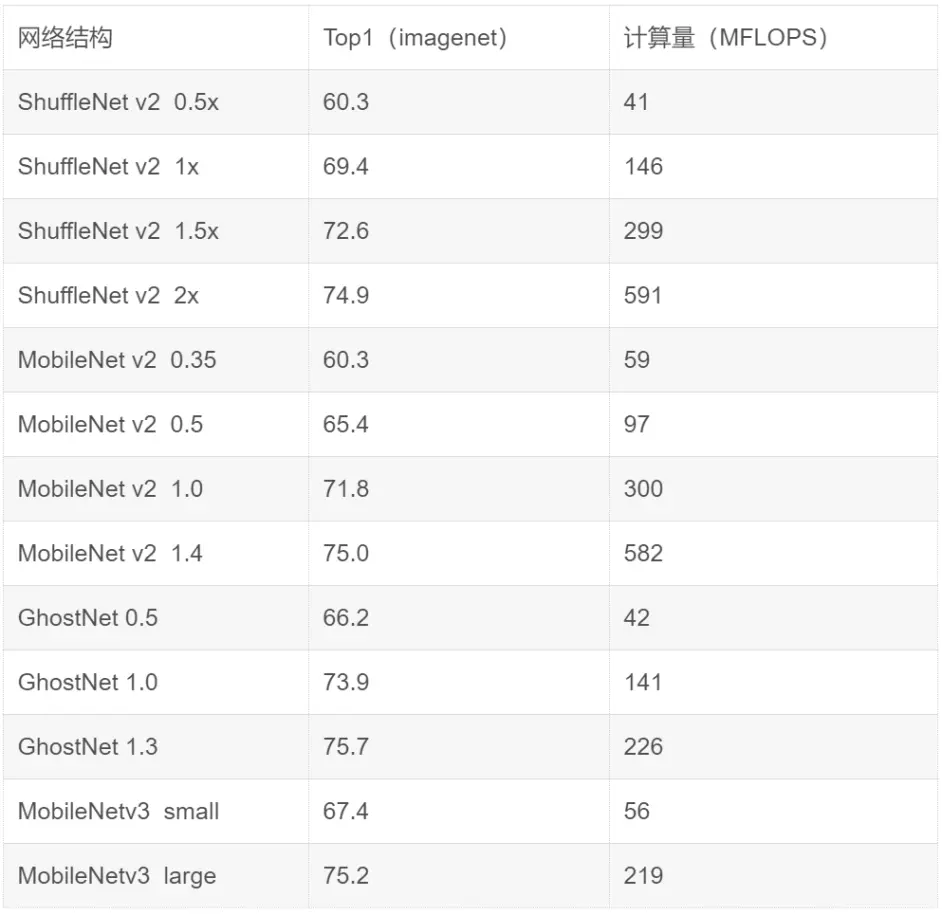 网络结构 Top1（imagenet） 计算量（MFLOPS）
ShuffleNet v2 0.5x 60.3 41
ShuffleNet v2 1x 69.4 146
ShuffleNet v2 1.5x 72.6 299
ShuffleNet v2 2x 74.9 591
MobileNet v2 0.35 60.3 59
MobileNet v2 0.5 65.4 97
MobileNet v2 1.0 71.8 300
MobileNet v2 1.4 75.0 582
GhostNet 0.5 66.2 42
GhostNet 1.0 73.9 141
GhostNet 1.3 75.7 226
MobileNetv3 small 67.4 56
MobileNetv3 large 75.2 219